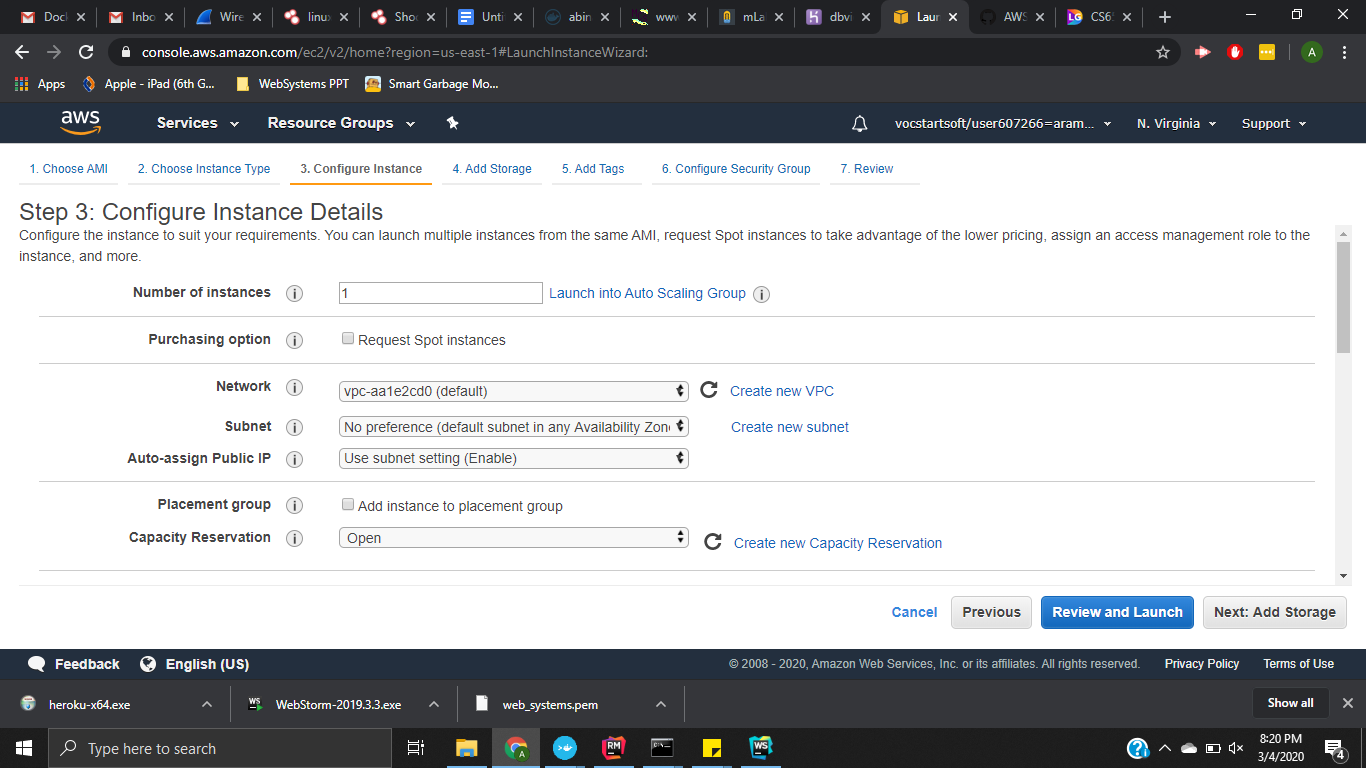 Dock
Inbo
Wire
linux
Sho
Unti
abin
www
mLa
dbvi
Laun
AWS
CS6
console.aws.amazon.com/ec2/v2/home?region=us-east-1#LaunchInstanceWizard:
A
Apps
Apple - iPad (6th G...
WebSystems PPT
Smart Garbage Mo...
aws
Services
Resource Groups
vocstartsoft/user607266=aram...
N. Virginia
Support
1. Choose AMI
2. Choose Instance Type
3. Configure Instance
4. Add Storage
5. Add Tags
6. Configure Security Group
7. Review
Step 3: Configure Instance Details
Configure the instance to suit your requirements. You can launch multiple instances from the same AMI, request Spot instances to take advantage of the lower pricing, assign an access management role to the
instance, and more.
Number of instances
1
Launch into Auto Scaling Group
Purchasing option
Request Spot instances
Network
vpc-aa1e2cd0 (default)
Create new VPC
Subnet
No preference (default subnet in any Availability Zon
Create new subnet
Auto-assign Public IP
Use subnet setting (Enable)
Placement group
Add instance to placement group
Capacity Reservation
Open
Create new Capacity Reservation
Cancel
Previous
Review and Launch
Next: Add Storage
Feedback
English (US)
© 2008 - 2020, Amazon Web Services, Inc. or its affiliates. All rights reserved.
Privacy Policy
Terms of Use
heroku-x64.exe
WebStorm-2019.3.3.exe
web_systems.pem
Show all
Type here to search
8:20 PM
3/4/2020
4